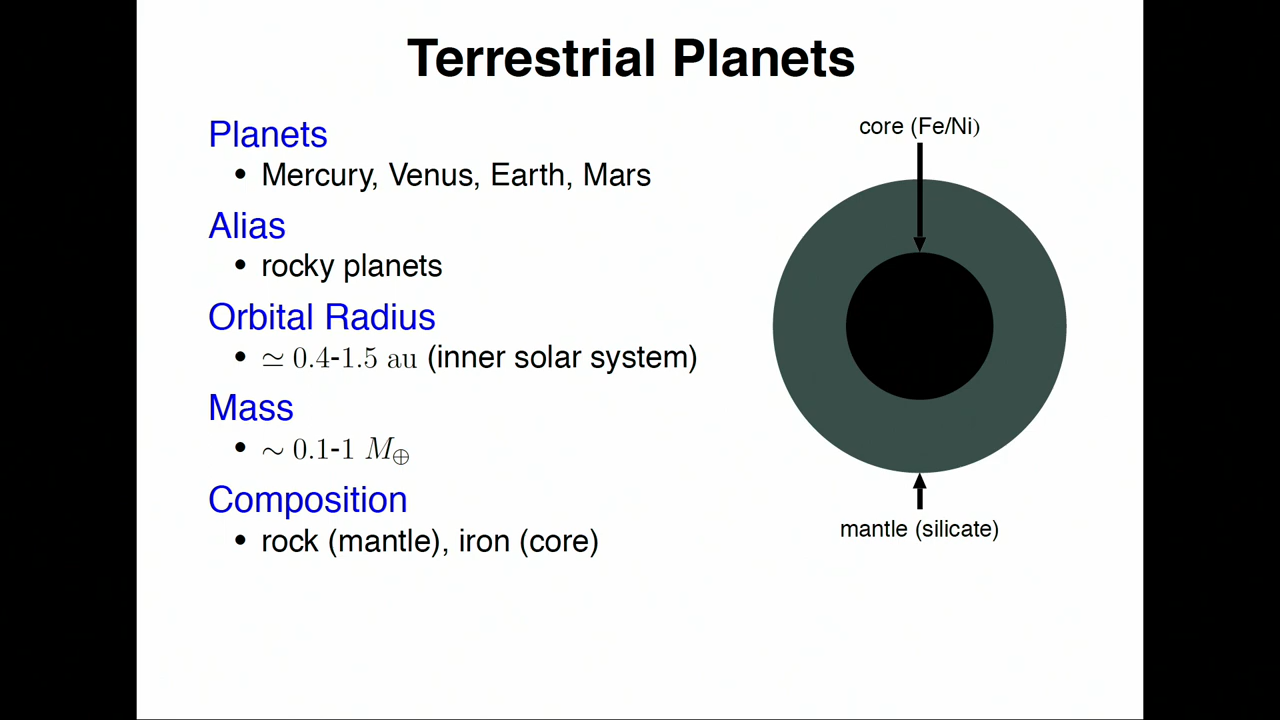 Terrestrial Planets
Planets
• Mercury, Venus, Earth, Mars
Alias
• rocky planets
Orbital Radius
• ≃ 0.4-1.5 au (inner solar system)
Mass
• ∼ 0.1-1 M⊕
Composition
• rock (mantle), iron (core)
core (Fe/Ni)
mantle (silicate)